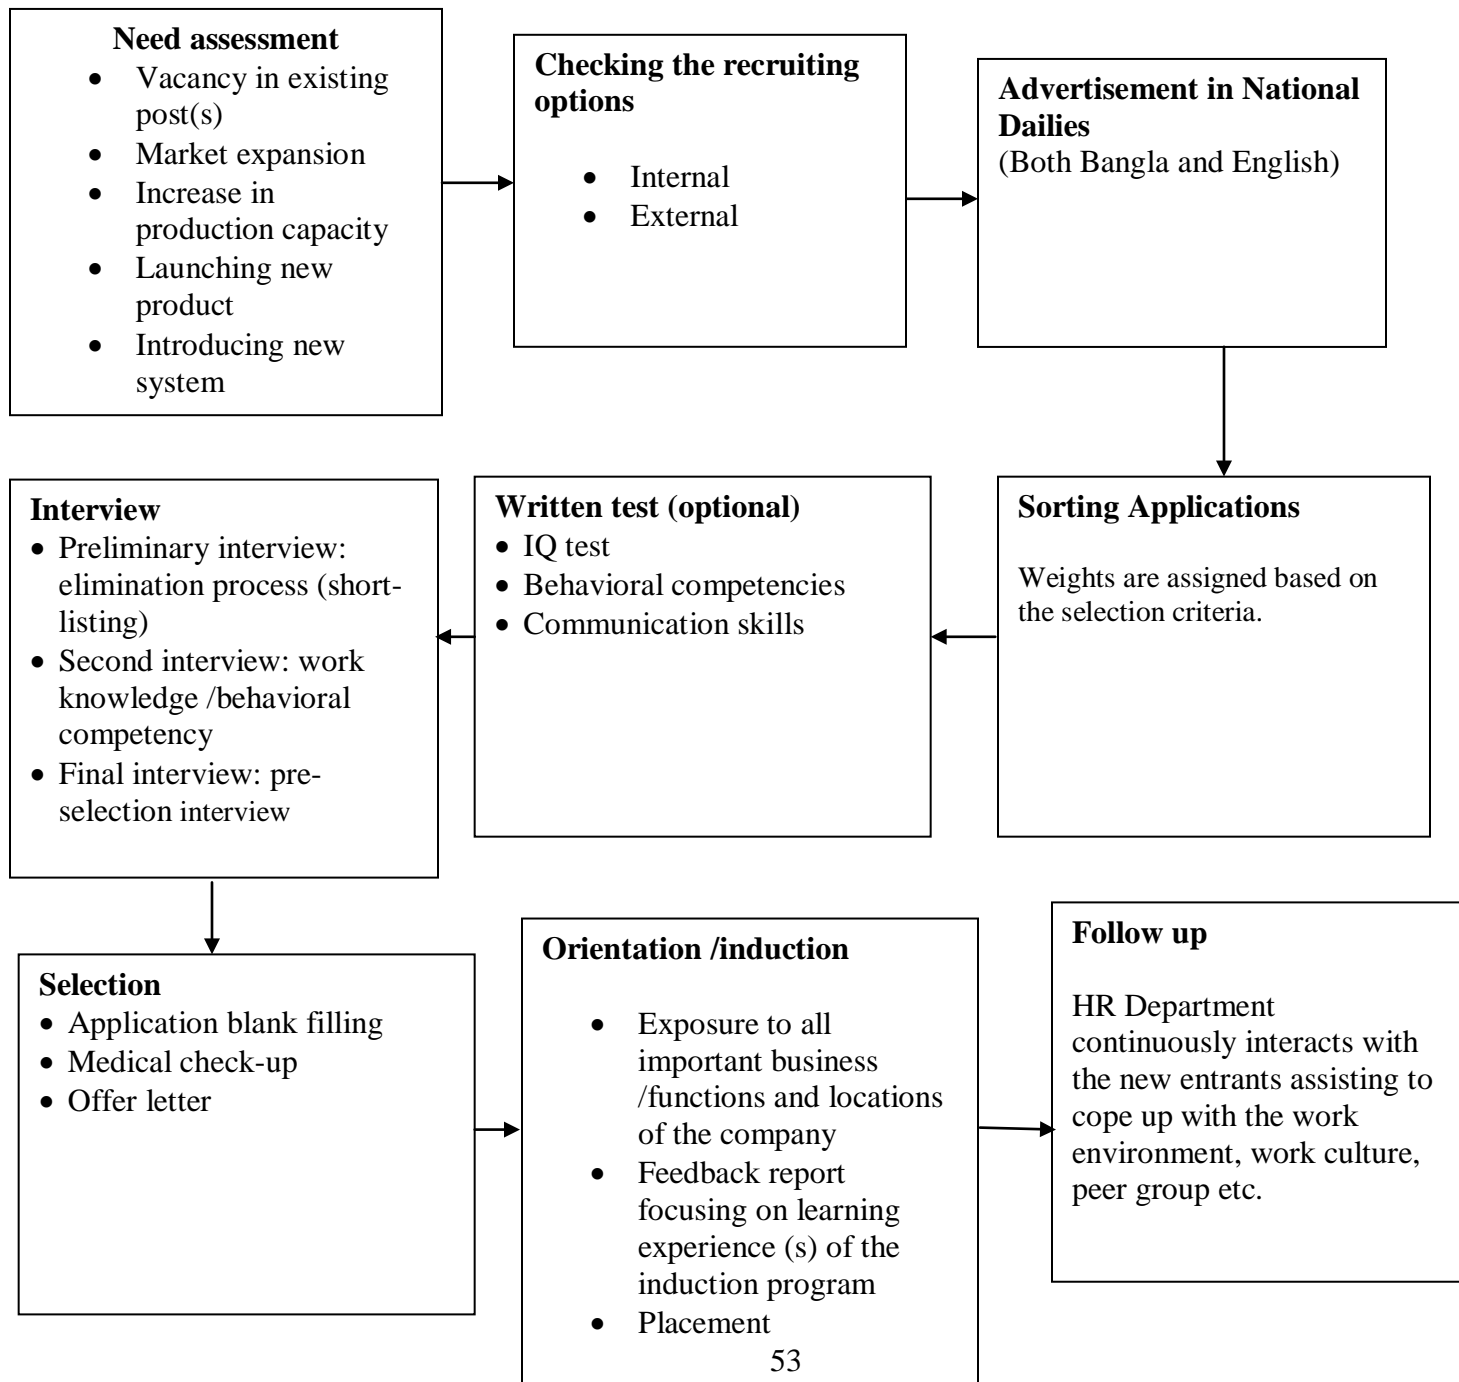 Need assessment
• Vacancy in existing
post(s)
• Market expansion
• Increase in
production capacity
• Launching new
product
• Introducing new
system
Checking the recruiting
options
• Internal
• External
Advertisement in National
Dailies
(Both Bangla and English)
Sorting Applications
Weights are assigned based on
the selection criteria.
Written test (optional)
• IQ test
• Behavioral competencies
• Communication skills
Interview
• Preliminary interview:
elimination process (short-
listing)
• Second interview: work
knowledge /behavioral
competency
• Final interview: pre-
selection interview
Selection
• Application blank filling
• Medical check-up
• Offer letter
Orientation /induction
• Exposure to all
important business
/functions and locations
of the company
• Feedback report
focusing on learning
experience (s) of the
induction program
• Placement
Follow up
HR Department
continuously interacts with
the new entrants assisting to
cope up with the work
environment, work culture,
peer group etc.
53